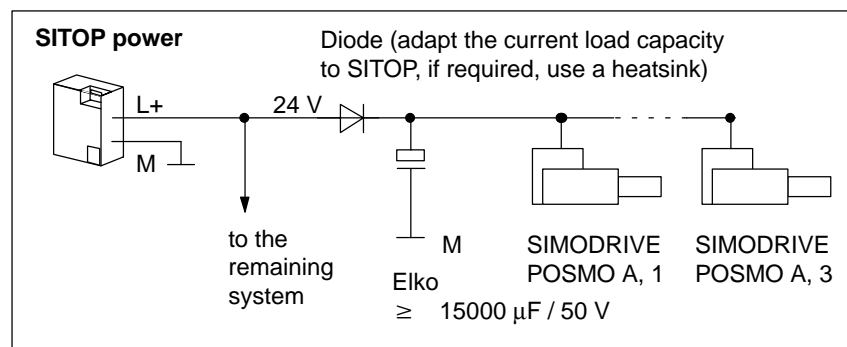 SITOP power
Diode (adapt the current load capacity
to SITOP, if required, use a heatsink)
L+
24 V
M
to the
remaining
system
M
Elko
≥ 15000 μF / 50 V
SIMODRIVE
POSMO A, 1
SIMODRIVE
POSMO A, 3